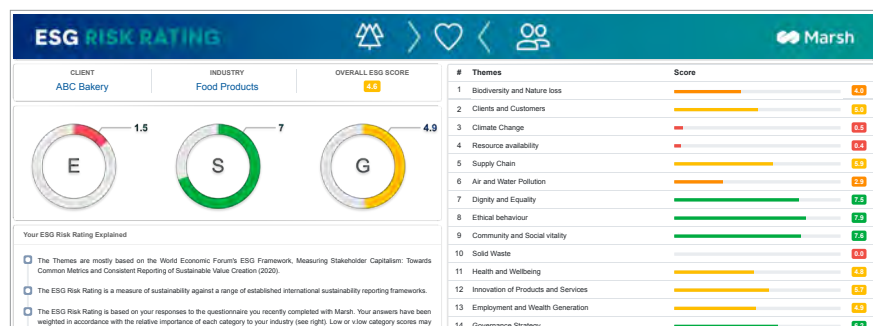 ESG RISK RATING
Marsh
CLIENT
ABC Bakery
INDUSTRY
Food Products
OVERALL ESG SCORE
4.6
E
1.5
S
7
G
4.9
Your ESG Risk Rating Explained
The Themes are mostly based on the World Economic Forum's ESG Framework, Measuring Stakeholder Capitalism: Towards
Common Metrics and Consistent Reporting of Sustainable Value Creation (2020).
The ESG Risk Rating is a measure of sustainability against a range of established international sustainability reporting frameworks.
The ESG Risk Rating is based on your responses to the questionnaire you recently completed with Marsh. Your answers have been
weighted in accordance with the relative importance of each category to your industry (see right). Low or v.low category scores may
# Themes Score
1 Biodiversity and Nature loss 4.0
2 Clients and Customers 5.0
3 Climate Change 0.5
4 Resource availability 0.4
5 Supply Chain 5.9
6 Air and Water Pollution 2.9
7 Dignity and Equality 7.5
8 Ethical behaviour 7.9
9 Community and Social vitality 7.6
10 Solid Waste 0.0
11 Health and Wellbeing 4.8
12 Innovation of Products and Services 5.7
13 Employment and Wealth Generation 4.9
14 Governance Strategy 6.2